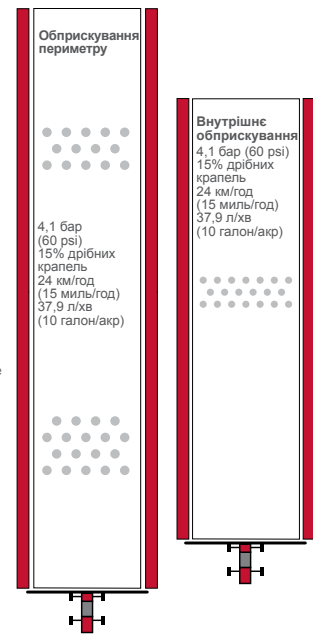 Обприскування
периметру
4,1 бар
(60 psi)
15% дрібних
крапель
24 км/год
(15 миль/год)
37,9 л/хв
(10 галон/акр)
Внутрішнє
обприскування
4,1 бар (60 psi)
15% дрібних
крапель
24 км/год
(15 миль/год)
37,9 л/хв
(10 галон/акр)
е